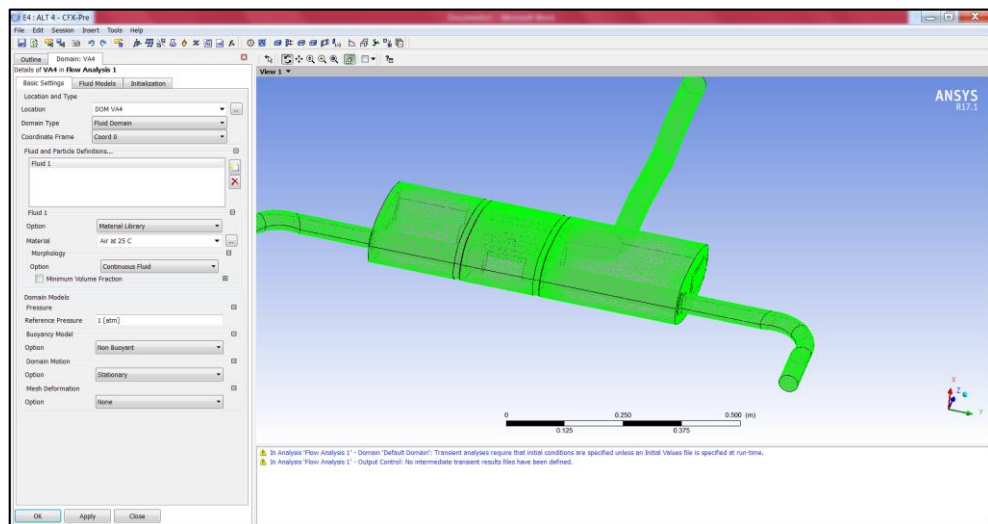 E4 : ALT 4 - CFX-Pre
File Edit Session Insert Tools Help
Outline Domain: VA4
Details of VA4 in Flow Analysis 1
Basic Settings Fluid Models Initialization
Location and Type
Location DOM VA4
Domain Type Fluid Domain
Coordinate Frame Coord 0
Fluid and Particle Definitions...
Fluid 1
Fluid 1
Option Material Library
Material Air at 25 C
Morphology
Option Continuous Fluid
Minimum Volume Fraction
Domain Models
Pressure
Reference Pressure 1 [atm]
Buoyancy Model
Option Non Buoyant
Domain Motion
Option Stationary
Mesh Deformation
Option None
OK Apply Close
View 1
ANSYS
R17.1
0 0.250 0.500 (m)
0.125 0.375
X
Z
Y
In Analysis 'Flow Analysis 1' - Domain 'Default Domain': Transient analyses require that initial conditions are specified unless an Initial Values file is specified at run-time.
In Analysis 'Flow Analysis 1' - Output Control: No intermediate transient results files have been defined.